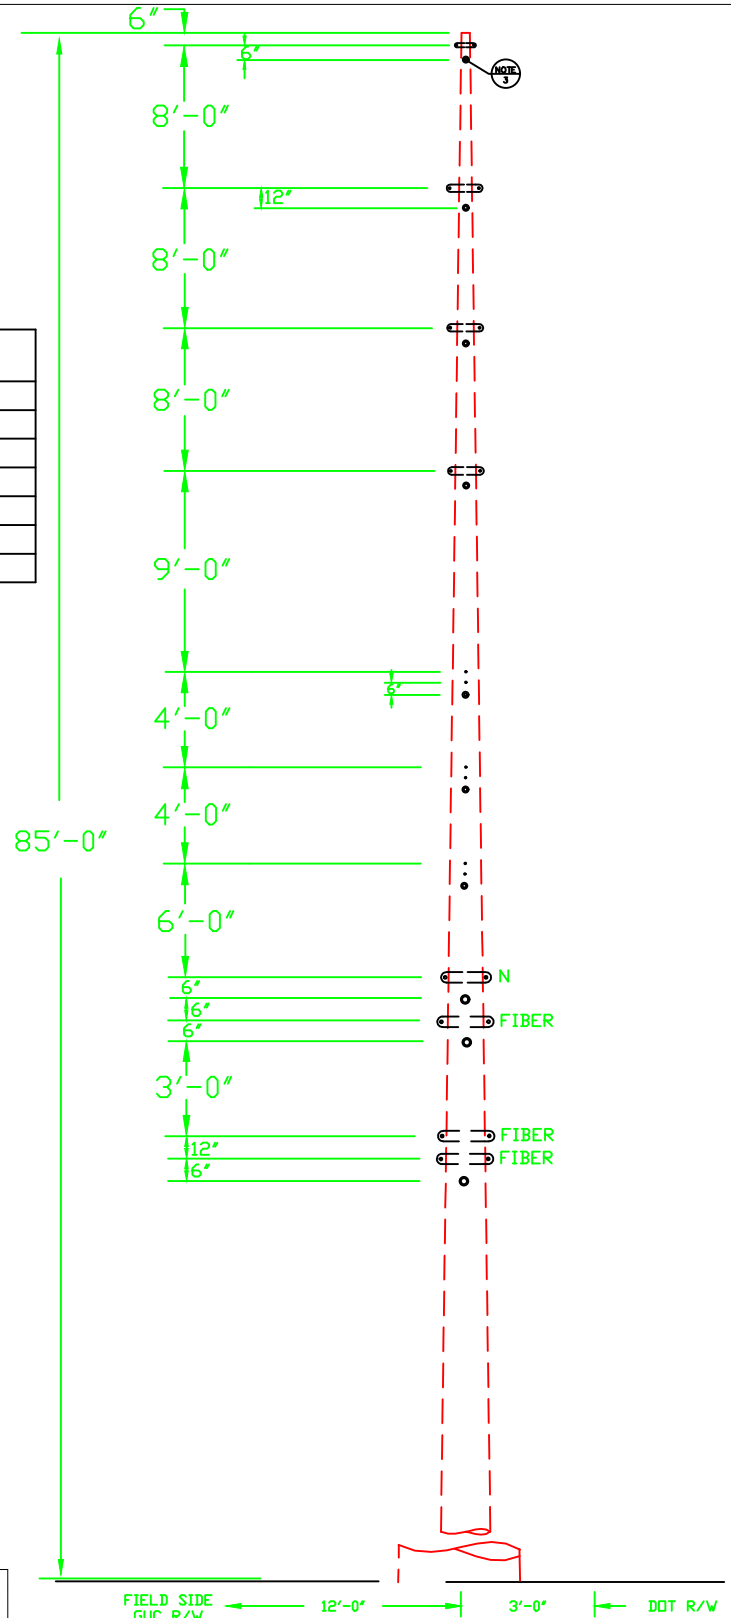 6"
6"
NOTE
3
8'-0"
12"
8'-0"
8'-0"
9'-0"
6"
4'-0"
4'-0"
85'-0"
6'-0"
N
6"
6"
FIBER
6"
3'-0"
FIBER
12"
FIBER
6"
FIELD SIDE
GUC R/W
12'-0"
3'-0"
DOT R/W